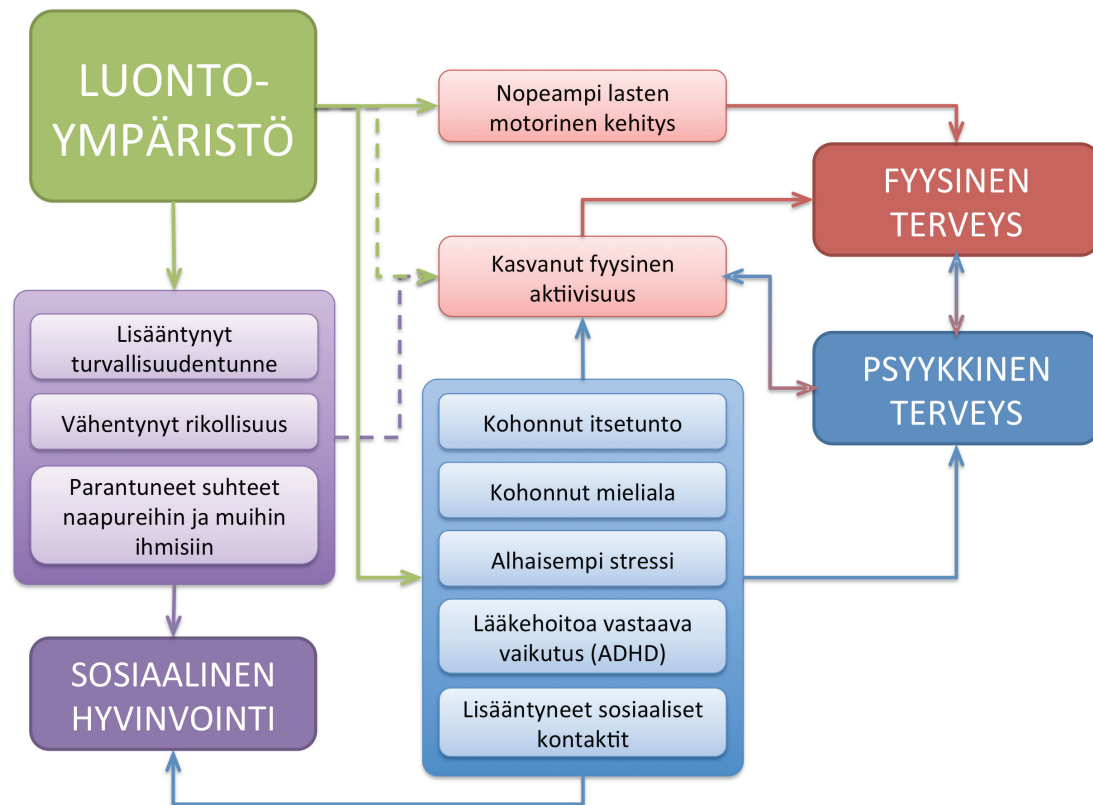 LUONTO-
YMPÄRISTÖ
Nopeampi lasten
motorinen kehitys
FYYSINEN
TERVEYS
Kasvanut fyysinen
aktiivisuus
Lisääntynyt
turvallisuudentunne
Vähentynyt rikollisuus
Parantuneet suhteet
naapureihin ja muihin
ihmisiin
PSYYKKINEN
TERVEYS
Kohonnut itsetunto
Kohonnut mieliala
Alhaisempi stressi
Lääkehoitoa vastaava
vaikutus (ADHD)
Lisääntyneet sosiaaliset
kontaktit
SOSIAALINEN
HYVINVOINTI